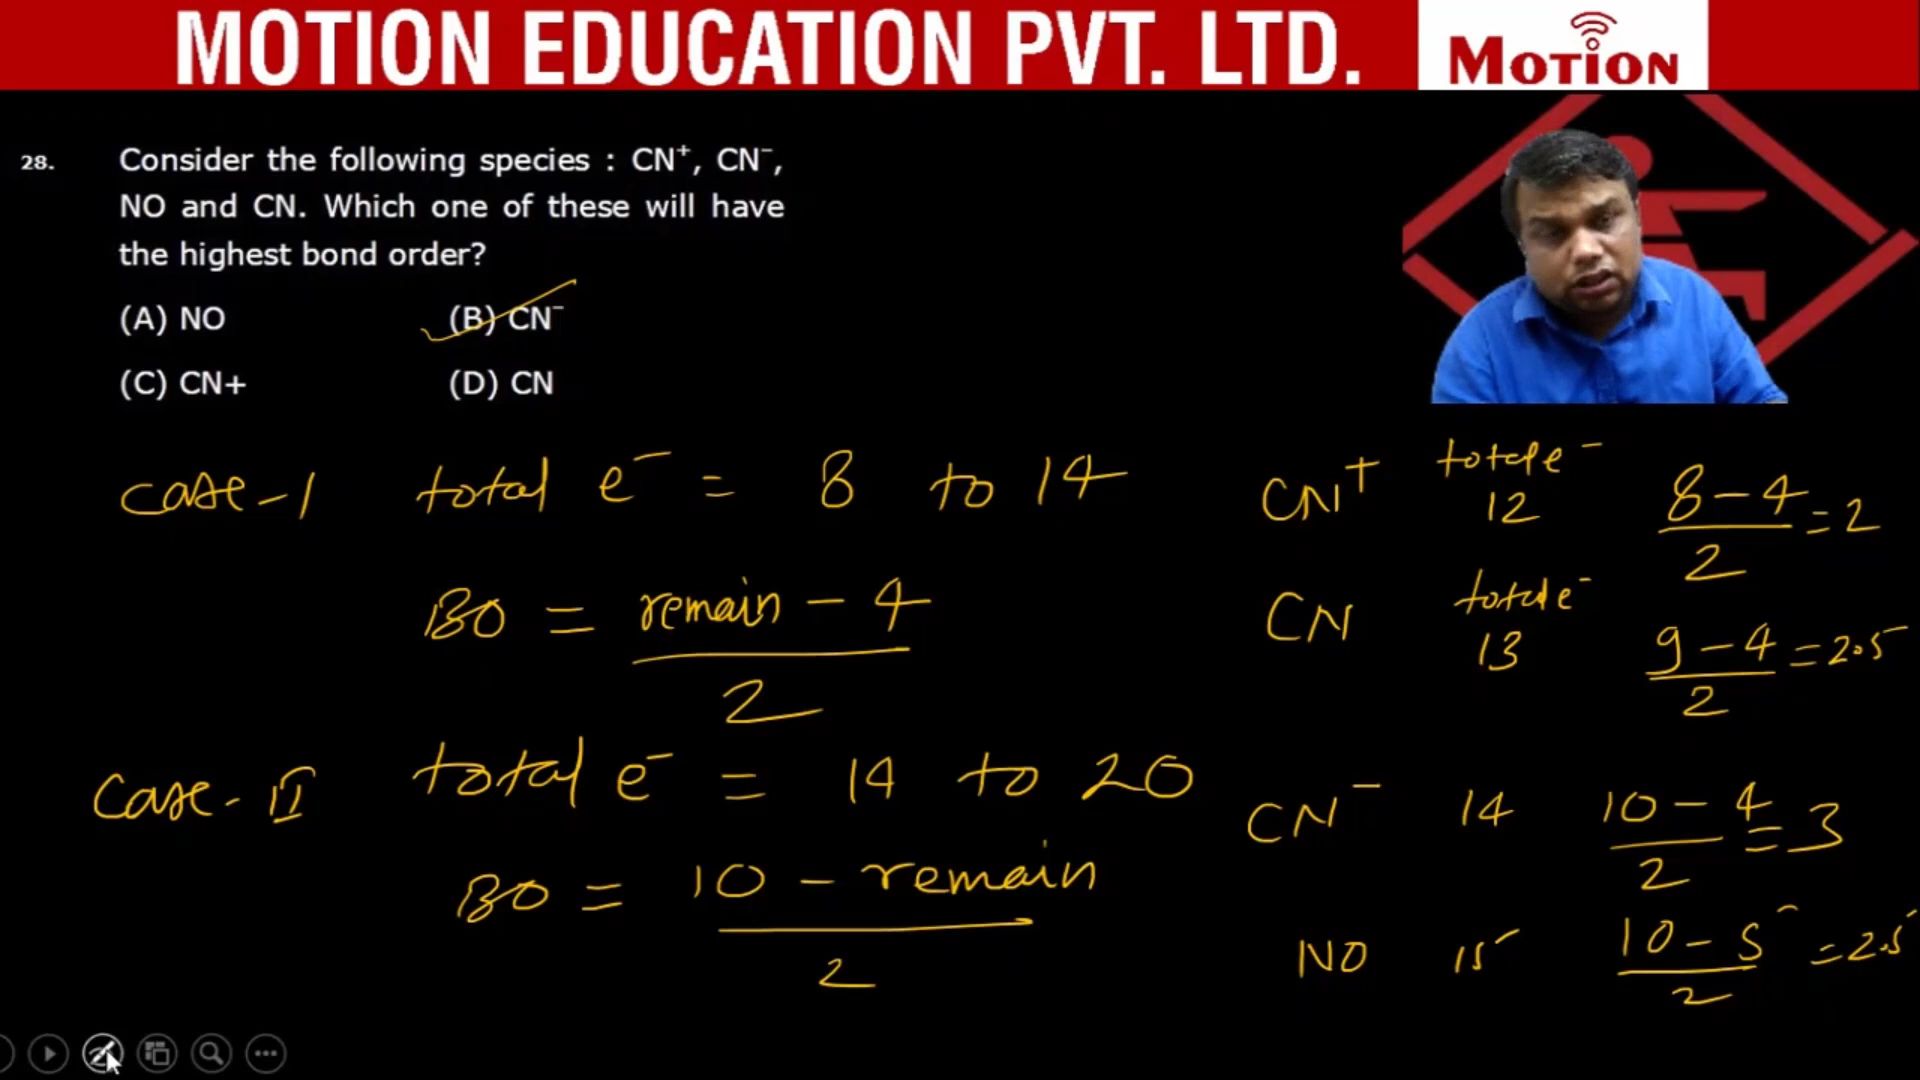 MOTION EDUCATION PVT. LTD.
MOTION
28. Consider the following species : CN⁺, CN⁻,
NO and CN. Which one of these will have
the highest bond order?
(A) NO (B) CN⁻
(C) CN+ (D) CN
Case-I total e⁻ = 8 to 14
BO = remain - 4
2
Case-II total e⁻ = 14 to 20
BO = 10 - remain
2
CN⁺ total e⁻ 12 8-4/2 = 2
CN total e⁻ 13 9-4/2 = 2.5
CN⁻ 14 10-4/2 = 3
NO 15 10-5/2 = 2.5